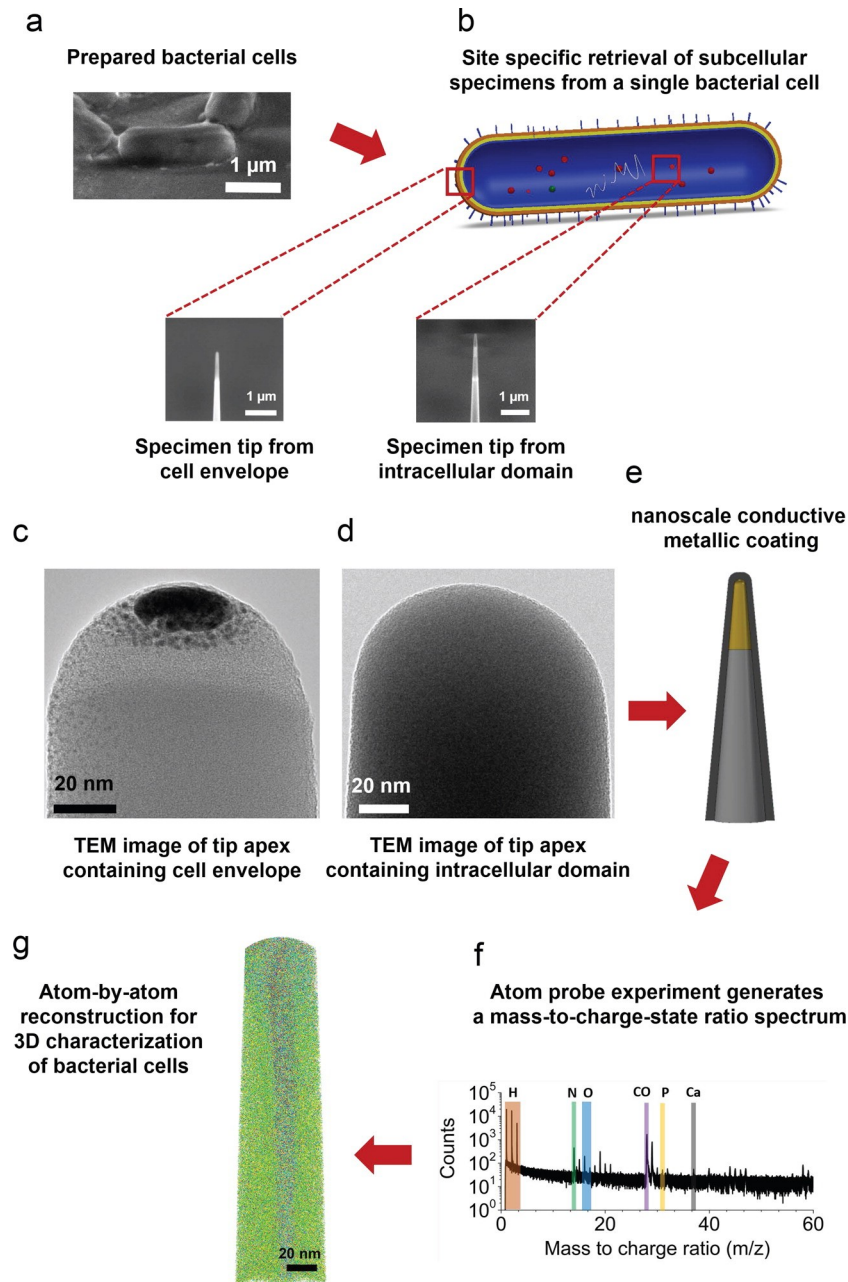 a
Prepared bacterial cells
1 µm
b
Site specific retrieval of subcellular
specimens from a single bacterial cell
1 µm
Specimen tip from
cell envelope
1 µm
Specimen tip from
intracellular domain
c
20 nm
TEM image of tip apex
containing cell envelope
d
20 nm
TEM image of tip apex
containing intracellular domain
e
nanoscale conductive
metallic coating
f
Atom probe experiment generates
a mass-to-charge-state ratio spectrum
H N O CO P Ca
10⁵
10⁴
10³
10²
10¹
10⁰
Counts
0 20 40 60
Mass to charge ratio (m/z)
g
Atom-by-atom
reconstruction for
3D characterization
of bacterial cells
20 nm